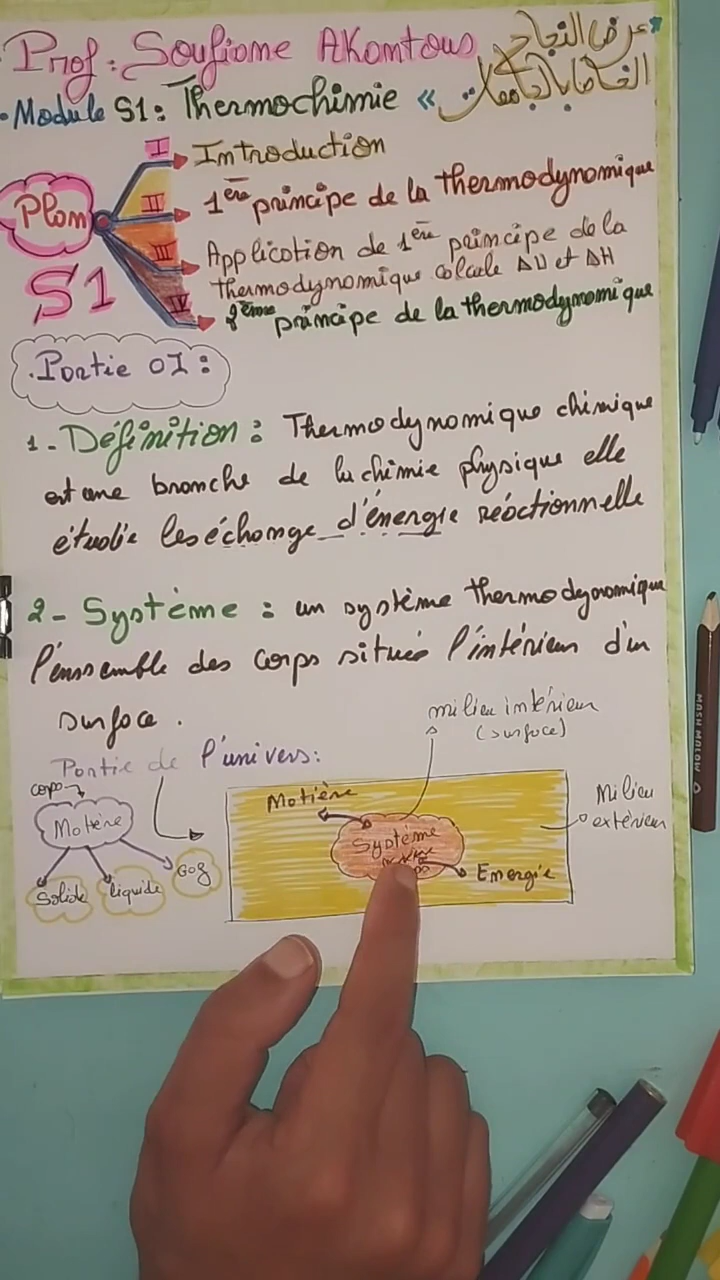 Prof: Soufiane AKantous
Module S1: Thermochimie «
Plan
S1
I Introduction
II 1ère principe de la thermodynamique
III Application de 1ère principe de la
thermodynamique calcule ΔU et ΔH
IV 2ème principe de la thermodynamique
Partie 01:
1- Définition : Thermodynamique chimique
est une branche de la chimie physique elle
étudie les échange d'énergie réactionnelle
2- Système : un système thermodynamique
l'ensemble des corps situés l'intérieur d'un
surface.
Partie de l'univers:
corps
Matière
Solide
liquide
Gaz
milieu intérieur
(surface)
Matière
Système
Energie
Milieu
extérieur
MUSH MALOW